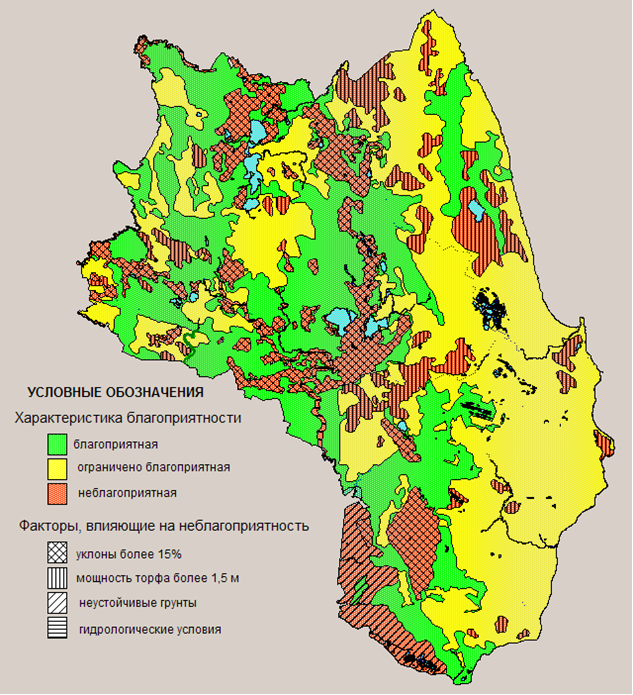 УСЛОВНЫЕ ОБОЗНАЧЕНИЯ
Характеристика благоприятности
благоприятная
ограничено благоприятная
неблагоприятная
Факторы, влияющие на неблагоприятность
уклоны более 15%
мощность торфа более 1,5 м
неустойчивые грунты
гидрологические условия